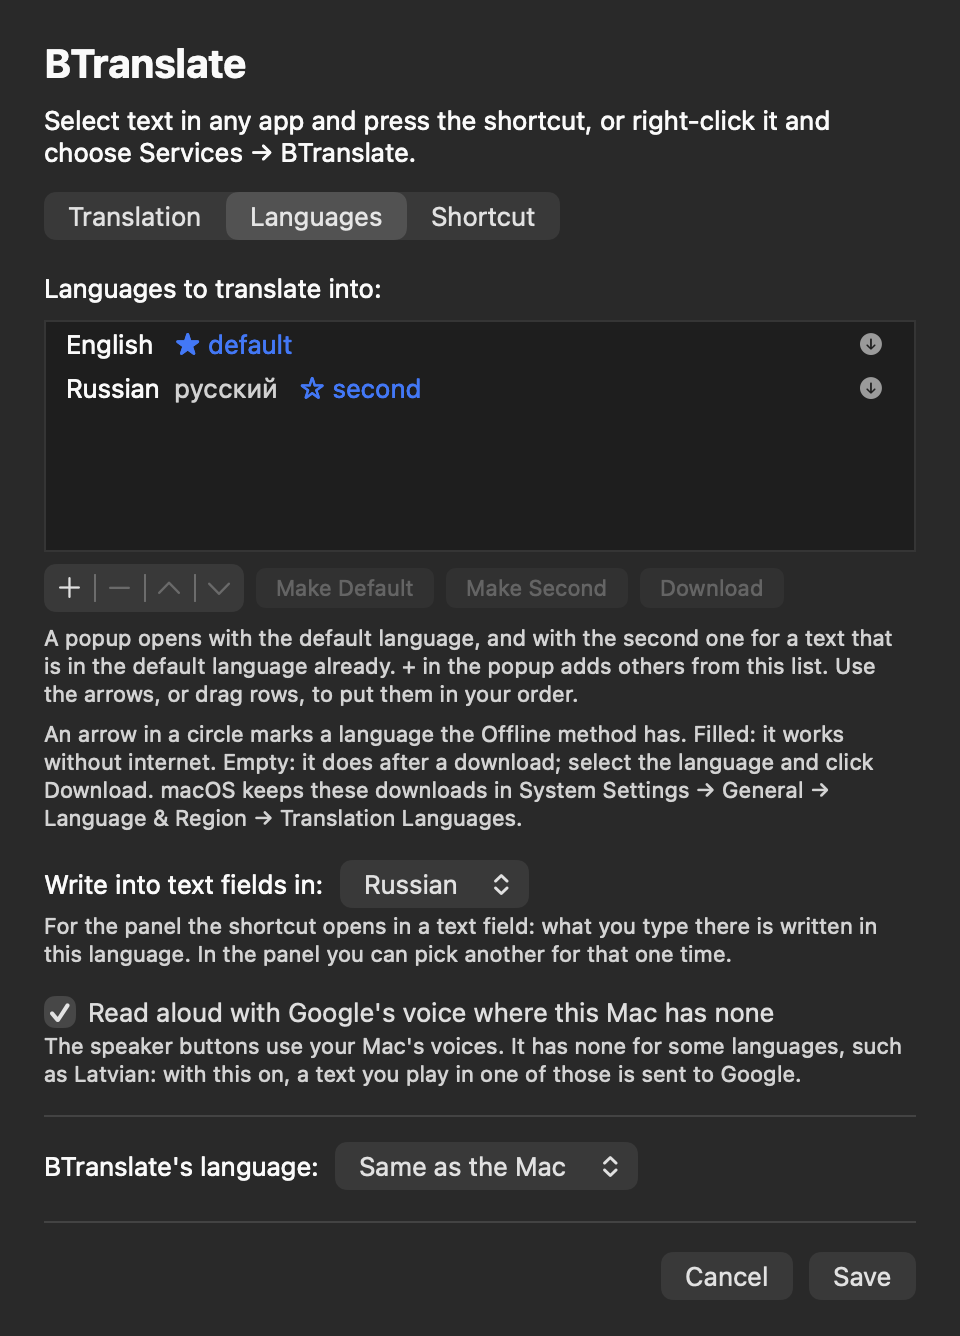 BTranslate
Select text in any app and press the shortcut, or right-click it and
choose Services → BTranslate.
Translation Languages Shortcut
Languages to translate into:
English ★ default
Russian русский ☆ second
Make Default Make Second Download
A popup opens with the default language, and with the second one for a text that
is in the default language already. + in the popup adds others from this list. Use
the arrows, or drag rows, to put them in your order.
An arrow in a circle marks a language the Offline method has. Filled: it works
without internet. Empty: it does after a download; select the language and click
Download. macOS keeps these downloads in System Settings → General →
Language & Region → Translation Languages.
Write into text fields in: Russian
For the panel the shortcut opens in a text field: what you type there is written in
this language. In the panel you can pick another for that one time.
Read aloud with Google's voice where this Mac has none
The speaker buttons use your Mac's voices. It has none for some languages, such
as Latvian: with this on, a text you play in one of those is sent to Google.
BTranslate's language: Same as the Mac
Cancel Save